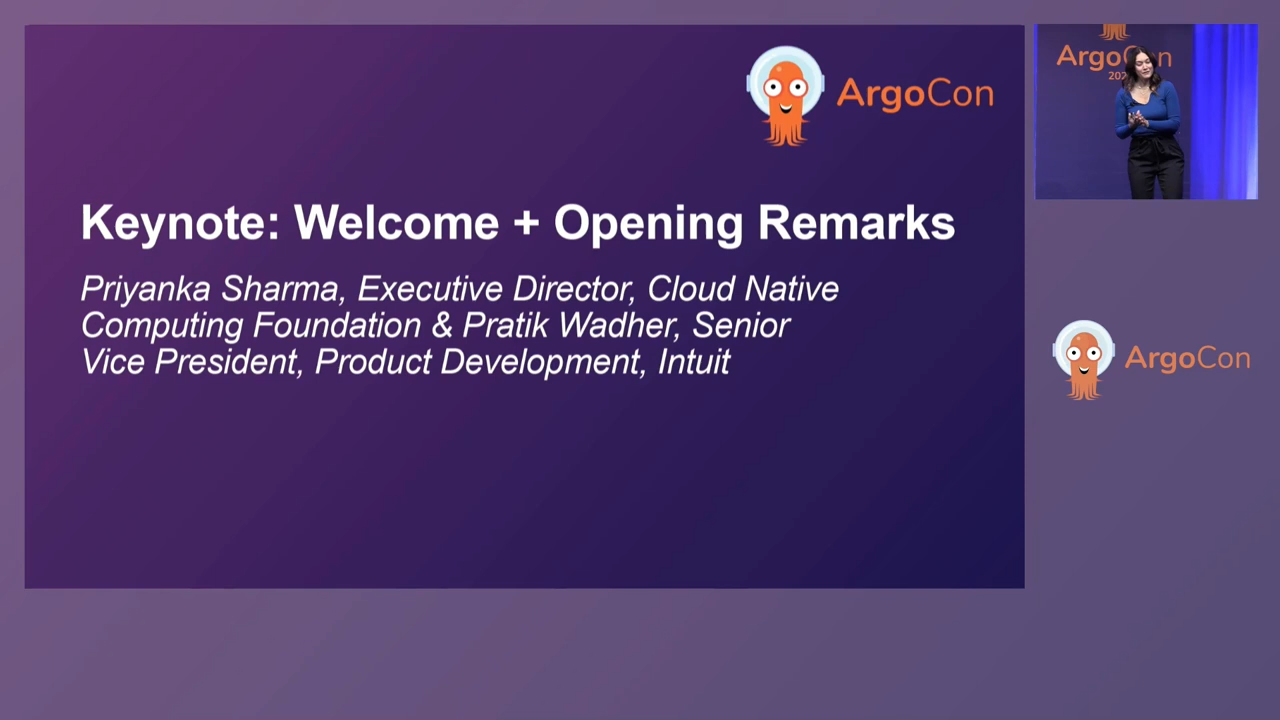 ArgoCon
Keynote: Welcome + Opening Remarks
Priyanka Sharma, Executive Director, Cloud Native
Computing Foundation & Pratik Wadher, Senior
Vice President, Product Development, Intuit
ArgoCon